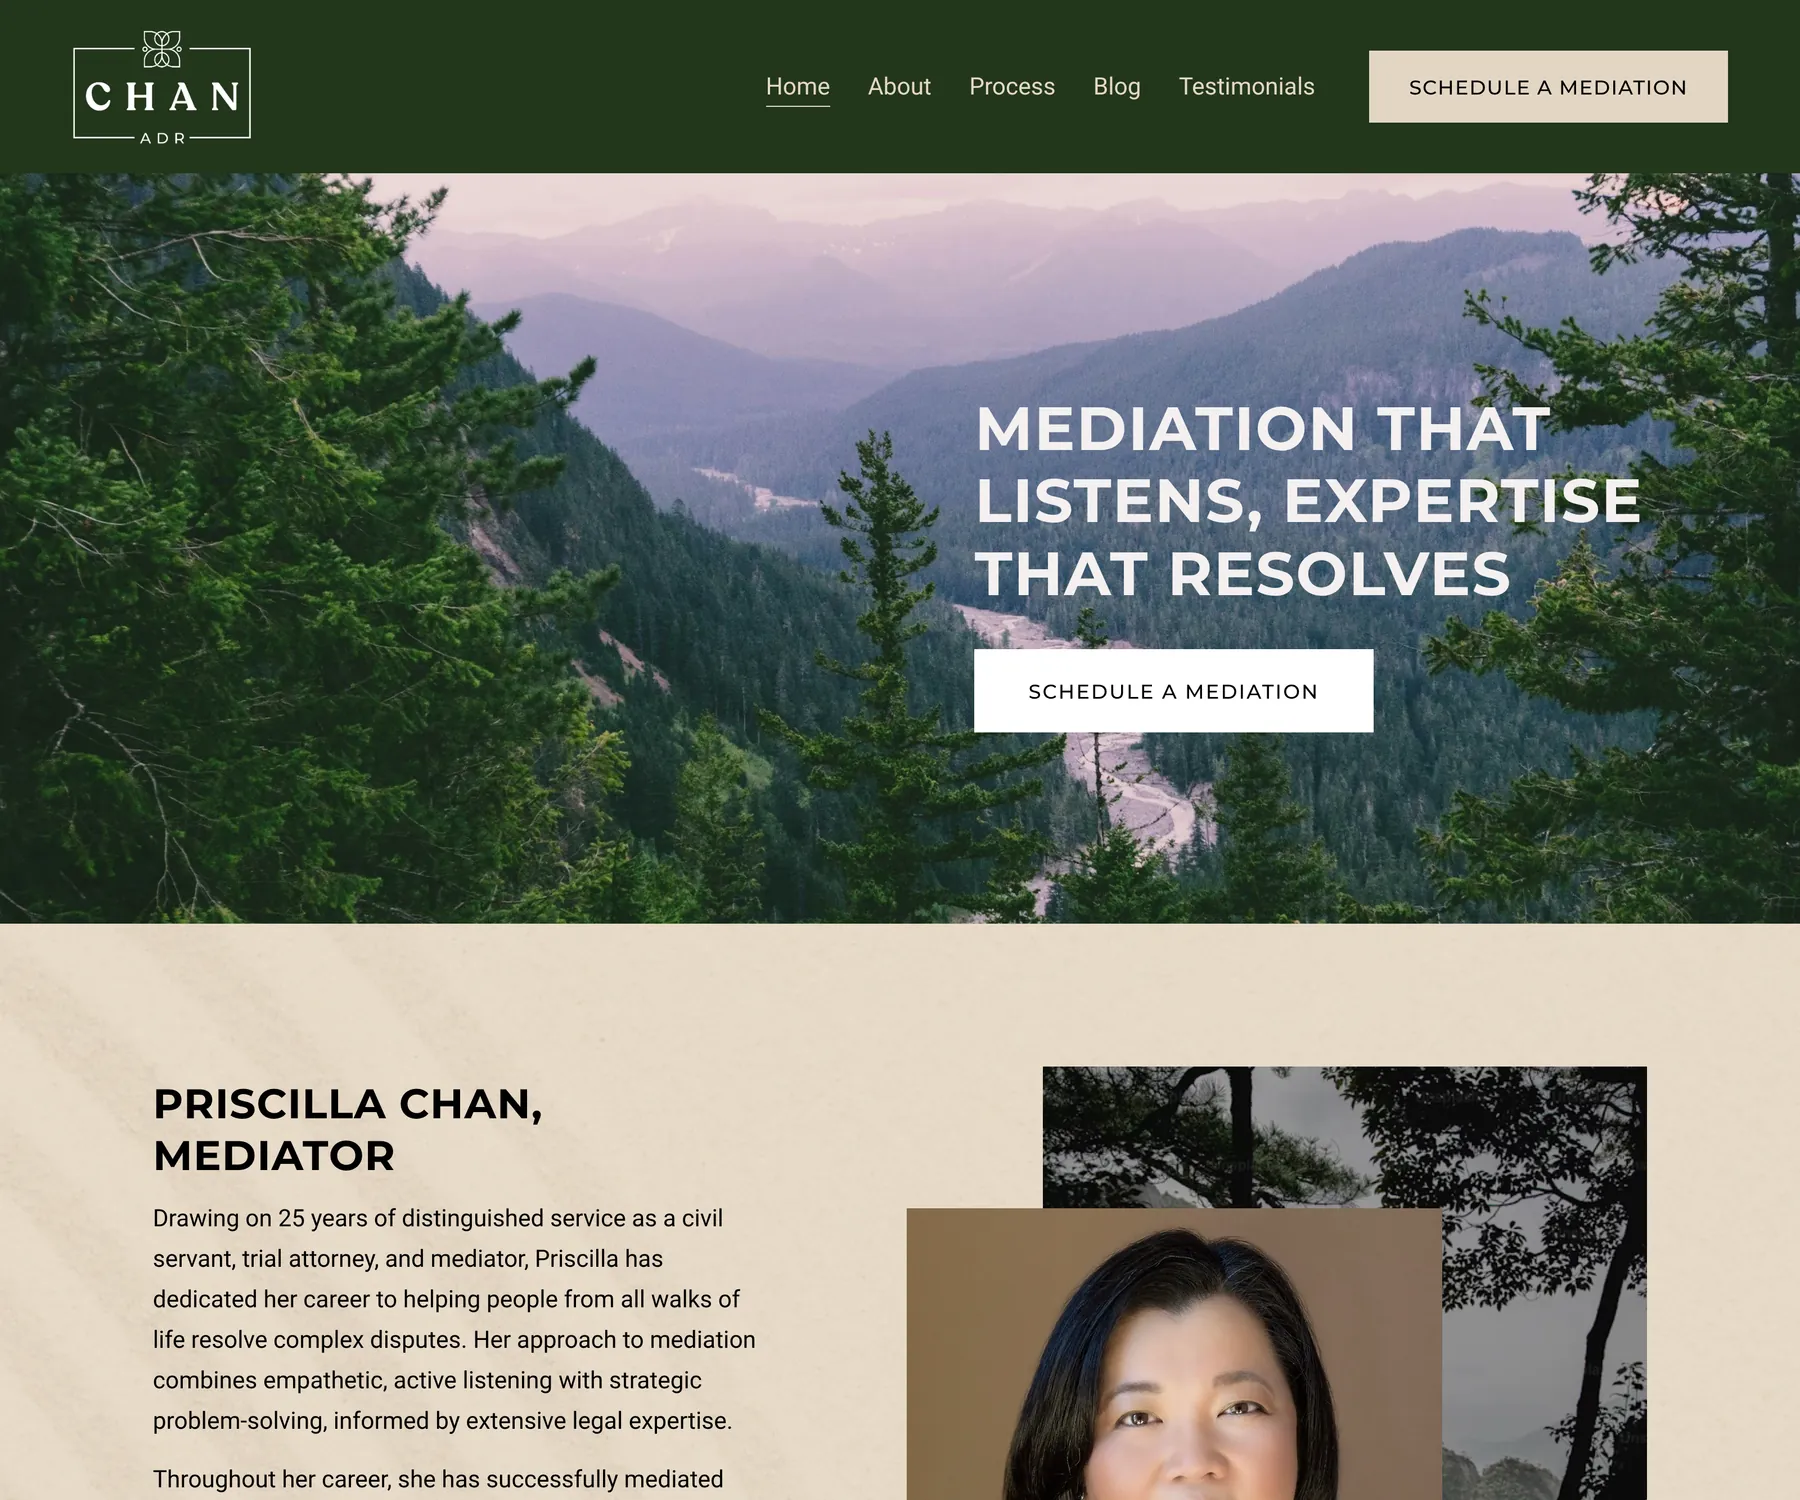 CHAN
ADR
Home About Process Blog Testimonials SCHEDULE A MEDIATION
MEDIATION THAT
LISTENS, EXPERTISE
THAT RESOLVES
SCHEDULE A MEDIATION
PRISCILLA CHAN,
MEDIATOR
Drawing on 25 years of distinguished service as a civil
servant, trial attorney, and mediator, Priscilla has
dedicated her career to helping people from all walks of
life resolve complex disputes. Her approach to mediation
combines empathetic, active listening with strategic
problem-solving, informed by extensive legal expertise.
Throughout her career, she has successfully mediated